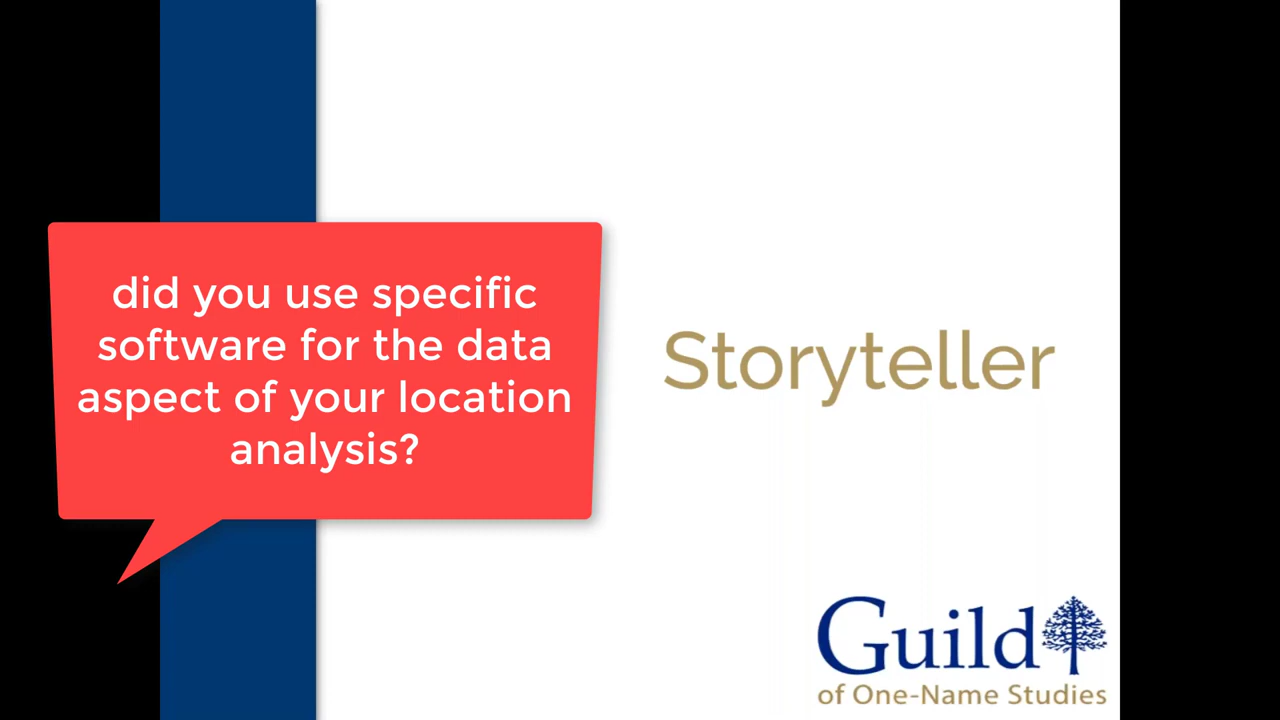 did you use specific
software for the data
aspect of your location
analysis?
Storyteller
Guild
of One-Name Studies